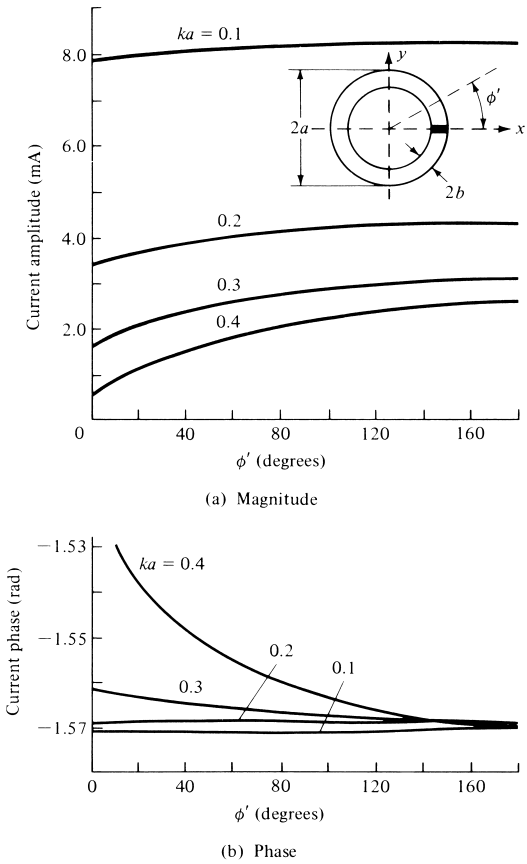 ka = 0.1
8.0
y
ϕ′
6.0
2a
x
2b
Current amplitude (mA)
0.2
4.0
0.3
0.4
2.0
0
40
80
120
160
ϕ′ (degrees)
(a) Magnitude
−1.53
ka = 0.4
Current phase (rad)
−1.55
0.2
0.1
0.3
−1.57
0
40
80
120
160
ϕ′ (degrees)
(b) Phase